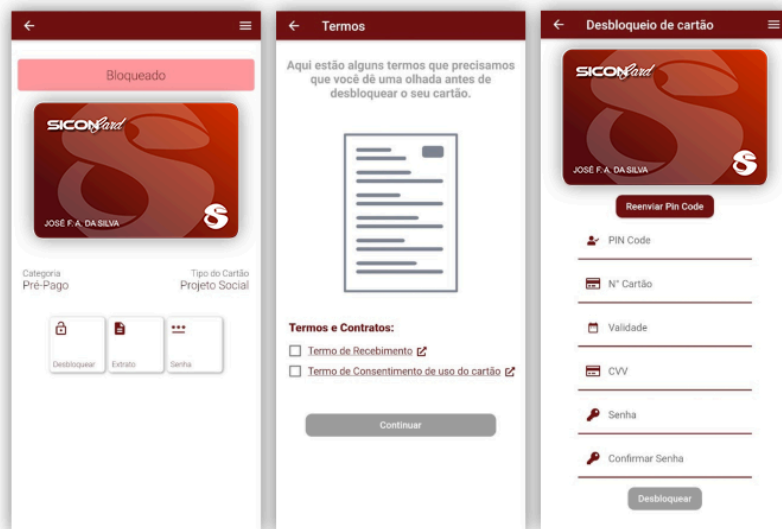 Bloqueado
SICONCard
JOSÉ F. A. DA SILVA
Categoria
Pré-Pago
Tipo do Cartão
Projeto Social
Desbloquear
Extrato
Senha
Termos
Aqui estão alguns termos que precisamos
que você dê uma olhada antes de
desbloquear o seu cartão.
Termos e Contratos:
Termo de Recebimento
Termo de Consentimento de uso do cartão
Continuar
Desbloqueio de cartão
SICONCard
JOSÉ F. A. DA SILVA
Reenviar Pin Code
PIN Code
N° Cartão
Validade
CVV
Senha
Confirmar Senha
Desbloquear